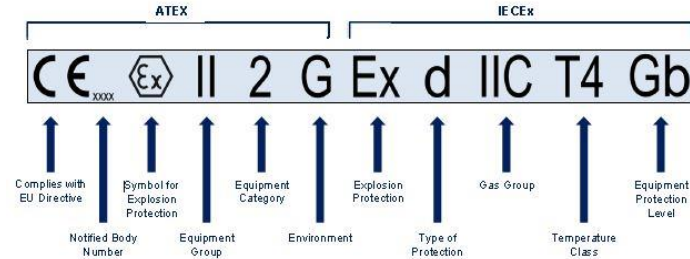 ATEX IECEx
CE xxxx Ex II 2 G Ex d IIC T4 Gb
Complies with
EU Directive
Symbol for
Explosion
Protection
Equipment
Category
Explosion
Protection
Gas Group
Equipment
Protection
Level
Notified Body
Number
Equipment
Group
Environment
Type of
Protection
Temperature
Class